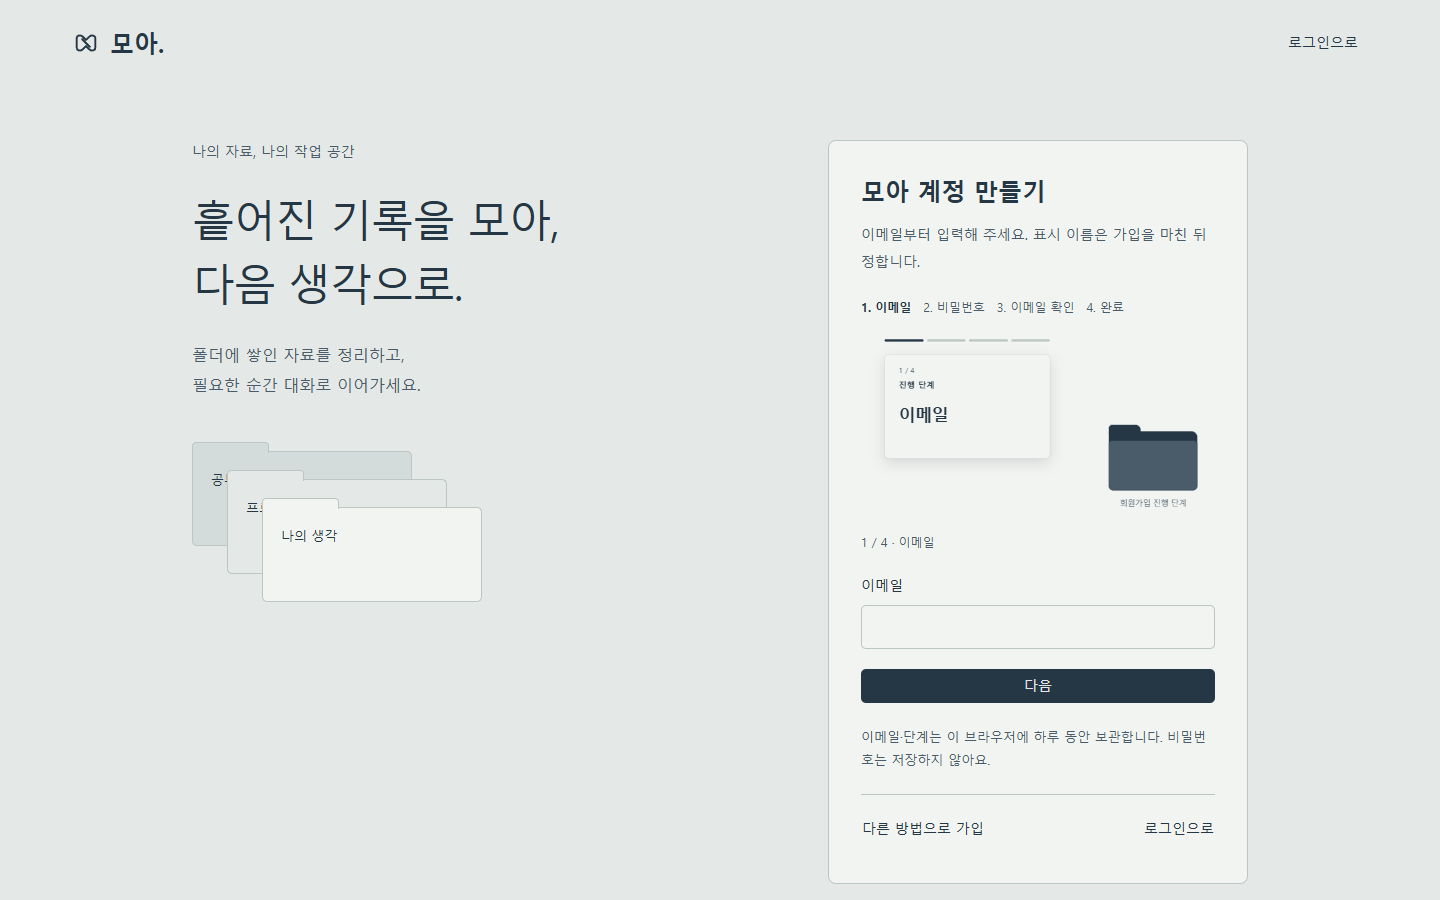 모아.
로그인으로
나의 자료, 나의 작업 공간
흩어진 기록을 모아,
다음 생각으로.
폴더에 쌓인 자료를 정리하고,
필요한 순간 대화로 이어가세요.
나의 생각
모아 계정 만들기
이메일부터 입력해 주세요. 표시 이름은 가입을 마친 뒤
정합니다.
1. 이메일 2. 비밀번호 3. 이메일 확인 4. 완료
1 / 4
진행 단계
이메일
회원가입 진행 단계
1 / 4 · 이메일
이메일
다음
이메일·단계는 이 브라우저에 하루 동안 보관합니다. 비밀번
호는 저장하지 않아요.
다른 방법으로 가입
로그인으로